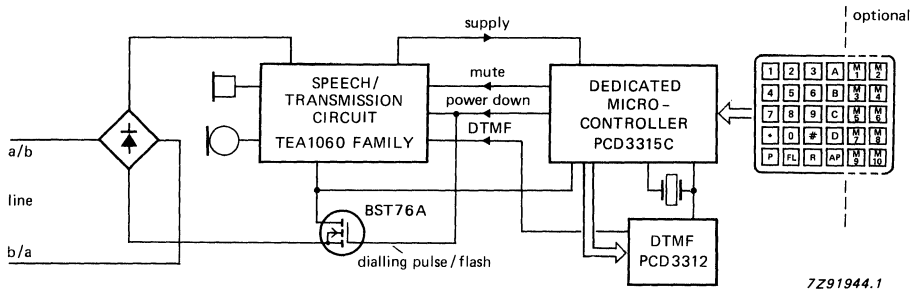 optional
supply
SPEECH/
TRANSMISSION
CIRCUIT
TEA1060 FAMILY
mute
power down
DTMF
DEDICATED
MICRO-
CONTROLLER
PCD3315C
1 2 3 A M1 M2
4 5 6 B M3 M4
7 8 9 C M5 M6
* 0 # D M7 M8
P FL R AP M9 M10
a/b
line
b/a
BST76A
dialling pulse/flash
DTMF
PCD3312
7Z91944.1